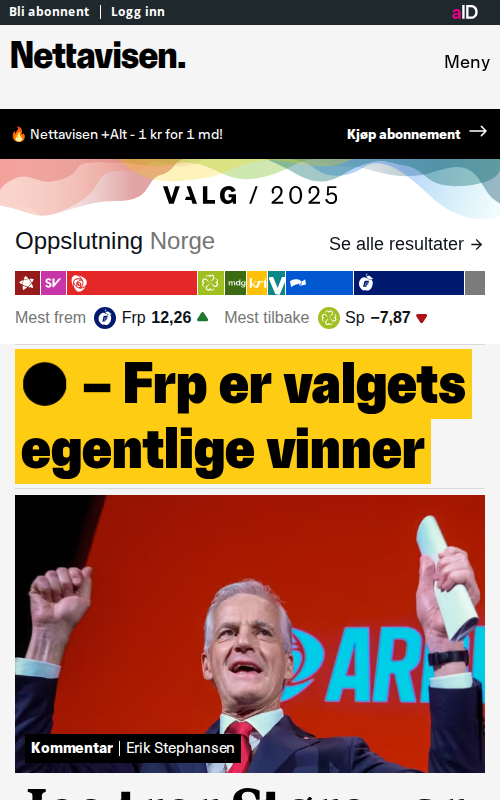 Bli abonnent | Logg inn
aID
Nettavisen.
Meny
🔥 Nettavisen +Alt - 1 kr for 1 md!
Kjøp abonnement →
VALG / 2025
Oppslutning Norge
Se alle resultater →
SV
mdg
krf
V
Mest frem Frp 12,26 ▲ Mest tilbake Sp −7,87 ▼
– Frp er valgets
egentlige vinner
Kommentar | Erik Stephansen